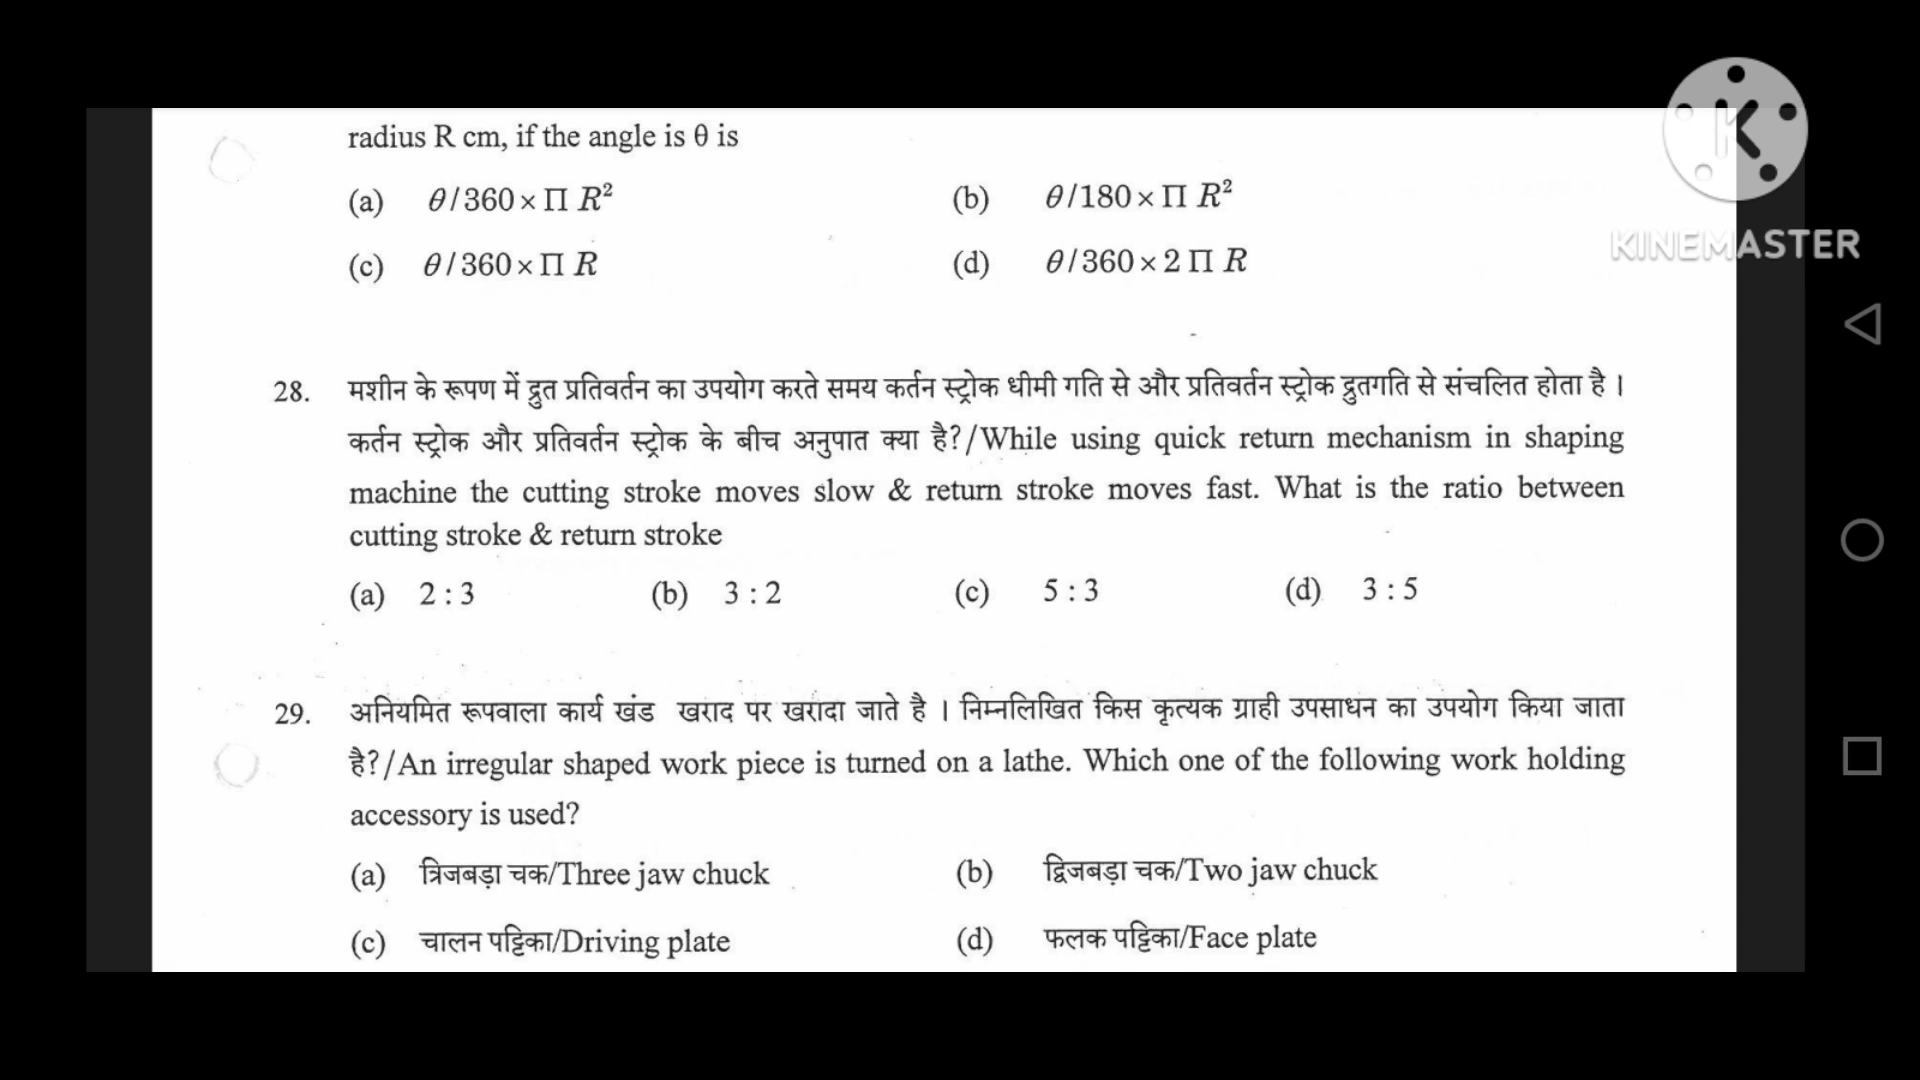 radius R cm, if the angle is θ is
(a) θ/360×Π R² (b) θ/180×Π R²
(c) θ/360×Π R (d) θ/360×2 Π R
28. मशीन के रूपण में द्रुत प्रतिवर्तन का उपयोग करते समय कर्तन स्ट्रोक धीमी गति से और प्रतिवर्तन स्ट्रोक द्रुतगति से संचलित होता है ।
कर्तन स्ट्रोक और प्रतिवर्तन स्ट्रोक के बीच अनुपात क्या है?/While using quick return mechanism in shaping
machine the cutting stroke moves slow & return stroke moves fast. What is the ratio between
cutting stroke & return stroke
(a) 2 : 3 (b) 3 : 2 (c) 5 : 3 (d) 3 : 5
29. अनियमित रूपवाला कार्य खंड खराद पर खरादा जाते है । निम्नलिखित किस कृत्यक ग्राही उपसाधन का उपयोग किया जाता
है?/An irregular shaped work piece is turned on a lathe. Which one of the following work holding
accessory is used?
(a) त्रिजबड़ा चक/Three jaw chuck (b) द्विजबड़ा चक/Two jaw chuck
(c) चालन पट्टिका/Driving plate (d) फलक पट्टिका/Face plate
K
KINEMASTER